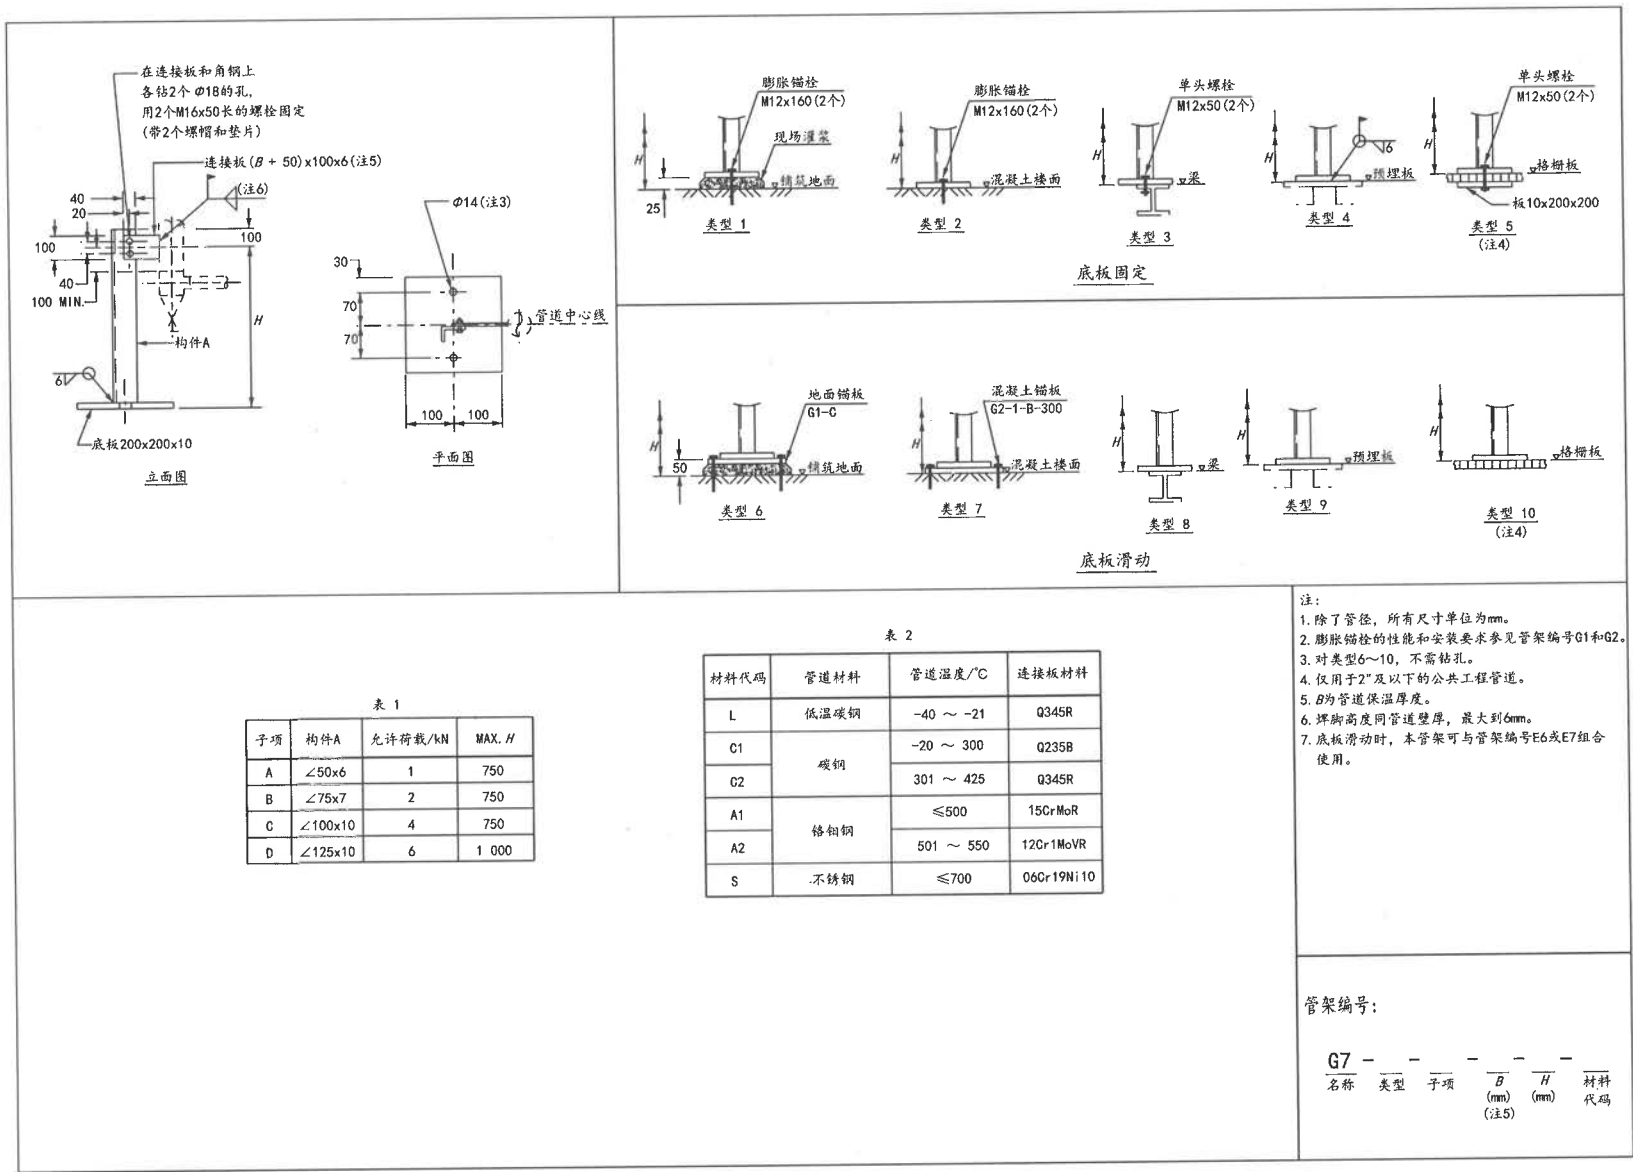 在连接板和角钢上
各钻2个 Φ18的孔,
用2个M16x50长的螺栓固定
(带2个螺帽和垫片)
连接板(B + 50)x100x6(注5)
(注6)
40
20
100
100
40
100 MIN.
H
构件A
6
底板200x200x10
立面图
Φ14(注3)
30
70
70
管道中心线
100
100
平面图
膨胀锚栓
M12x160(2个)
现场灌浆
H
铺筑地面
25
类型 1
膨胀锚栓
M12x160(2个)
H
混凝土楼面
类型 2
单头螺栓
M12x50(2个)
H
梁
类型 3
6
H
预埋板
类型 4
单头螺栓
M12x50(2个)
H
格栅板
板10x200x200
类型 5
(注4)
底板固定
地面锚板
G1-C
H
50
铺筑地面
类型 6
混凝土锚板
G2-1-B-300
H
混凝土楼面
类型 7
H
梁
类型 8
H
预埋板
类型 9
H
格栅板
类型 10
(注4)
底板滑动
表 1
子项 构件A 允许荷载/kN MAX. H
A ∠50x6 1 750
B ∠75x7 2 750
C ∠100x10 4 750
D ∠125x10 6 1 000
表 2
材料代码 管道材料 管道温度/℃ 连接板材料
L 低温碳钢 -40 ～ -21 Q345R
C1 碳钢 -20 ～ 300 Q235B
C2 301 ～ 425 Q345R
A1 铬钼钢 ≤500 15CrMoR
A2 501 ～ 550 12Cr1MoVR
S 不锈钢 ≤700 06Cr19Ni10
注:
1. 除了管径, 所有尺寸单位为mm。
2. 膨胀锚栓的性能和安装要求参见管架编号G1和G2。
3. 对类型6～10, 不需钻孔。
4. 仅用于2"及以下的公共工程管道。
5. B为管道保温厚度。
6. 焊脚高度同管道壁厚, 最大到6mm。
7. 底板滑动时, 本管架可与管架编号E6或E7组合
使用。
管架编号:
G7 - - - - -
名称 类型 子项 B H 材料
(mm) (mm) 代码
(注5)